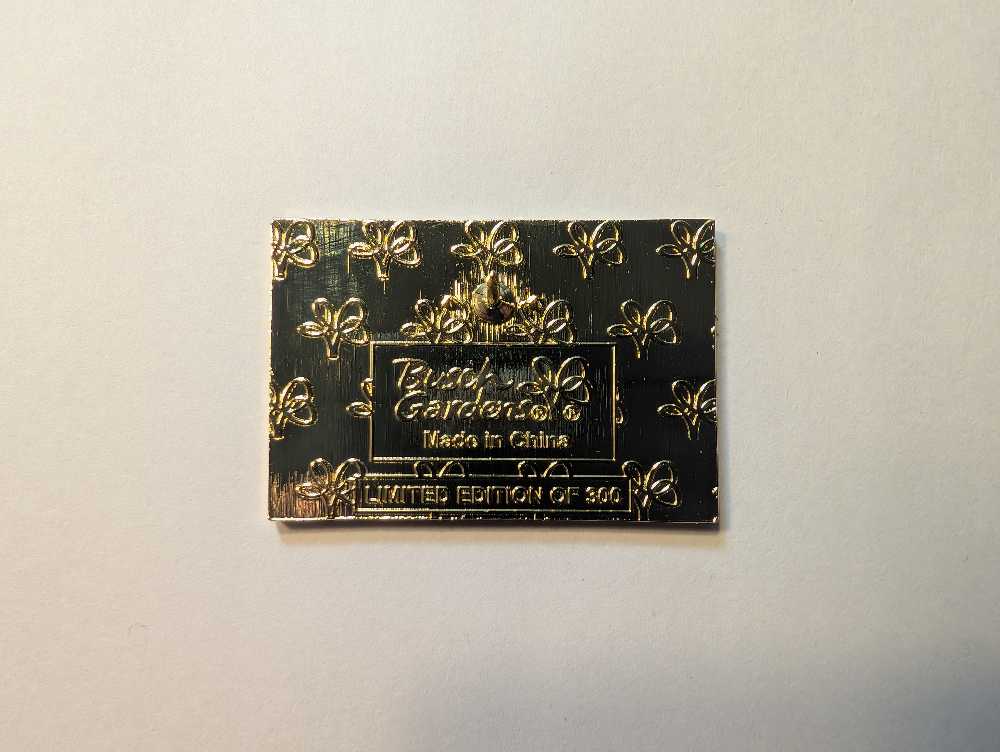 Busch
Gardens®®
Made in China
LIMITED EDITION OF 300